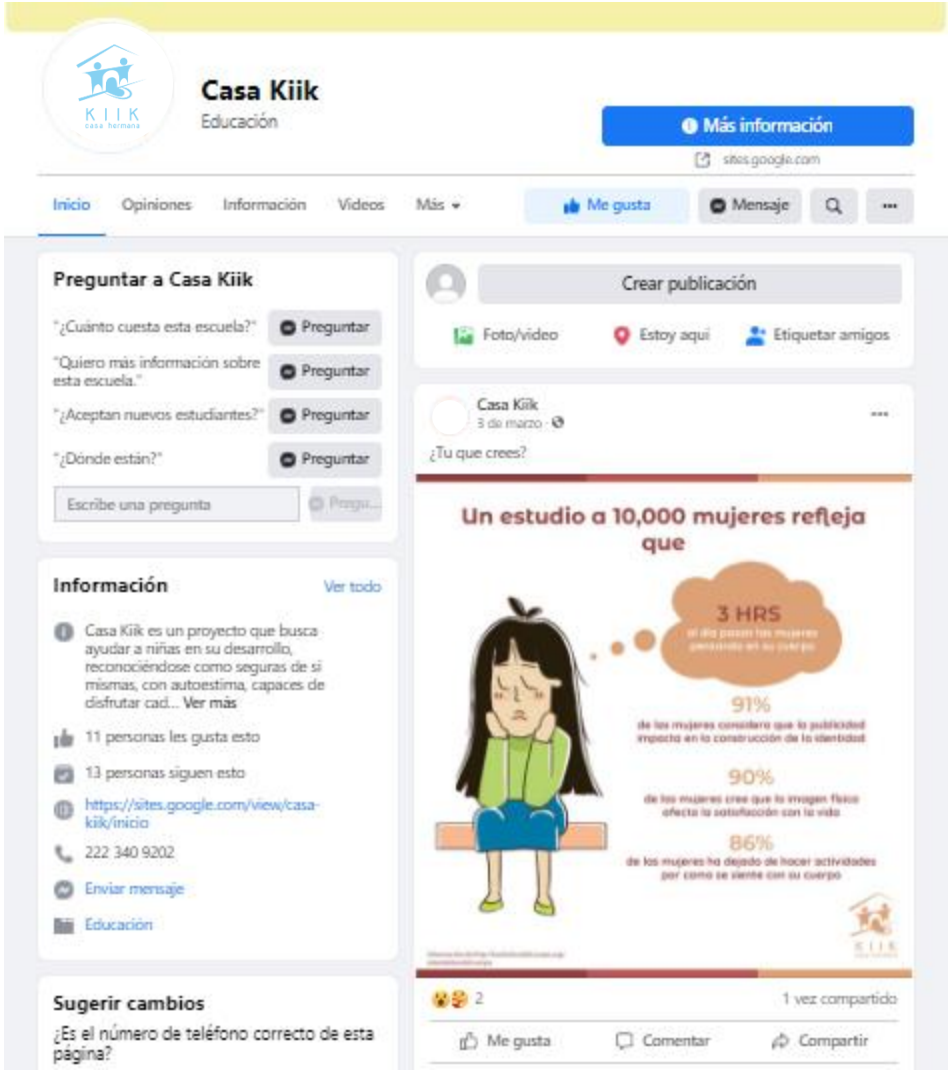 KIIK
casa hermana
Casa Kiik
Educación
Más información
sites.google.com
Inicio
Opiniones
Información
Videos
Más
Me gusta
Mensaje
Preguntar a Casa Kiik
"¿Cuánto cuesta esta escuela?"
Preguntar
"Quiero más información sobre
esta escuela."
Preguntar
"¿Aceptan nuevos estudiantes?"
Preguntar
"¿Dónde están?"
Preguntar
Escribe una pregunta
Pregu...
Información
Ver todo
Casa Kiik es un proyecto que busca
ayudar a niñas en su desarrollo,
reconociéndose como seguras de si
mismas, con autoestima, capaces de
disfrutar cad... Ver más
11 personas les gusta esto
13 personas siguen esto
https://sites.google.com/view/casa-
kiik/inicio
222 340 9202
Enviar mensaje
Educación
Sugerir cambios
¿Es el número de teléfono correcto de esta
página?
Crear publicación
Foto/video
Estoy aquí
Etiquetar amigos
Casa Kiik
3 de marzo
¿Tu que crees?
Un estudio a 10,000 mujeres refleja
que
3 HRS
al día pasan las mujeres
pensando en su cuerpo
91%
de las mujeres considera que la publicidad
impacta en la construcción de la identidad
90%
de las mujeres cree que la imagen física
afecta la satisfacción con la vida
86%
de las mujeres ha dejado de hacer actividades
por como se siente con su cuerpo
KIIK
2
1 vez compartido
Me gusta
Comentar
Compartir